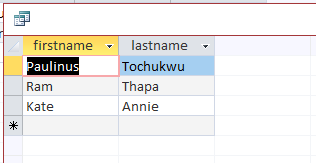 firstname lastname
Paulinus Tochukwu
Ram Thapa
Kate Annie